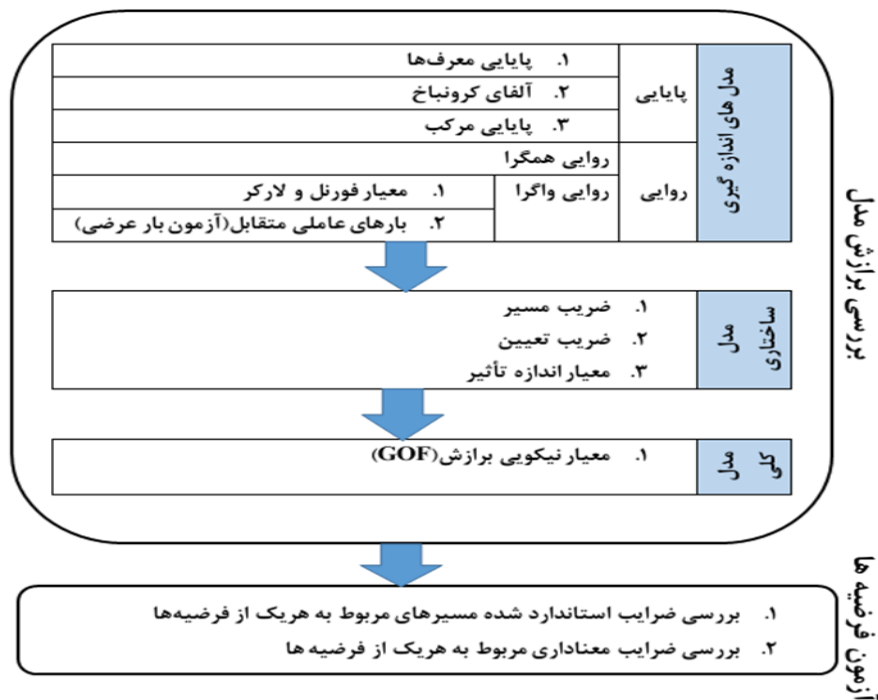 بررسی برازش مدل
مدل های اندازه گیری
پایایی
۱. پایایی معرف‌ها
۲. آلفای کرونباخ
۳. پایایی مرکب
روایی
روایی همگرا
روایی واگرا
۱. معیار فورنل و لارکر
۲. بارهای عاملی متقابل(آزمون بار عرضی)
مدل
ساختاری
۱. ضریب مسیر
۲. ضریب تعیین
۳. معیار اندازه تأثیر
مدل
کلی
۱. معیار نیکویی برازش(GOF)
آزمون فرضیه ها
۱. بررسی ضرایب استاندارد شده مسیرهای مربوط به هریک از فرضیه‌ها
۲. بررسی ضرایب معناداری مربوط به هریک از فرضیه ها